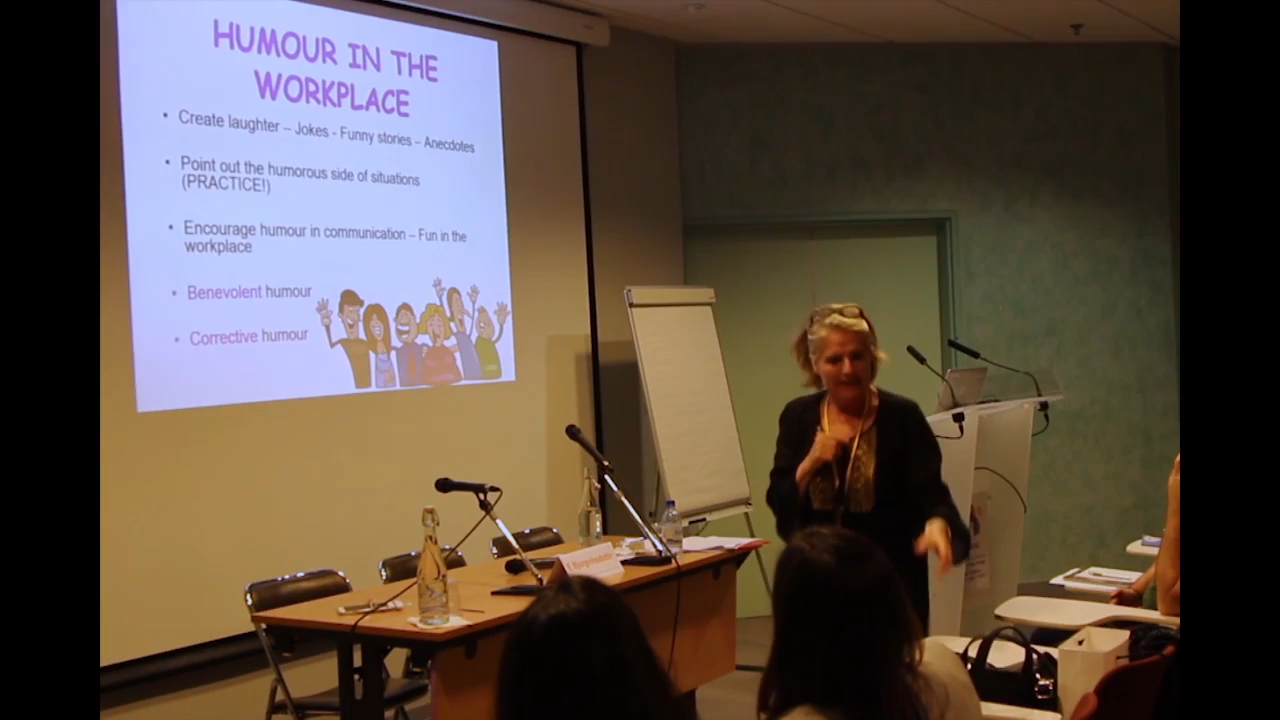 HUMOUR IN THE
WORKPLACE
• Create laughter – Jokes - Funny stories – Anecdotes
• Point out the humorous side of situations
(PRACTICE!)
• Encourage humour in communication – Fun in the
workplace
• Benevolent humour
• Corrective humour